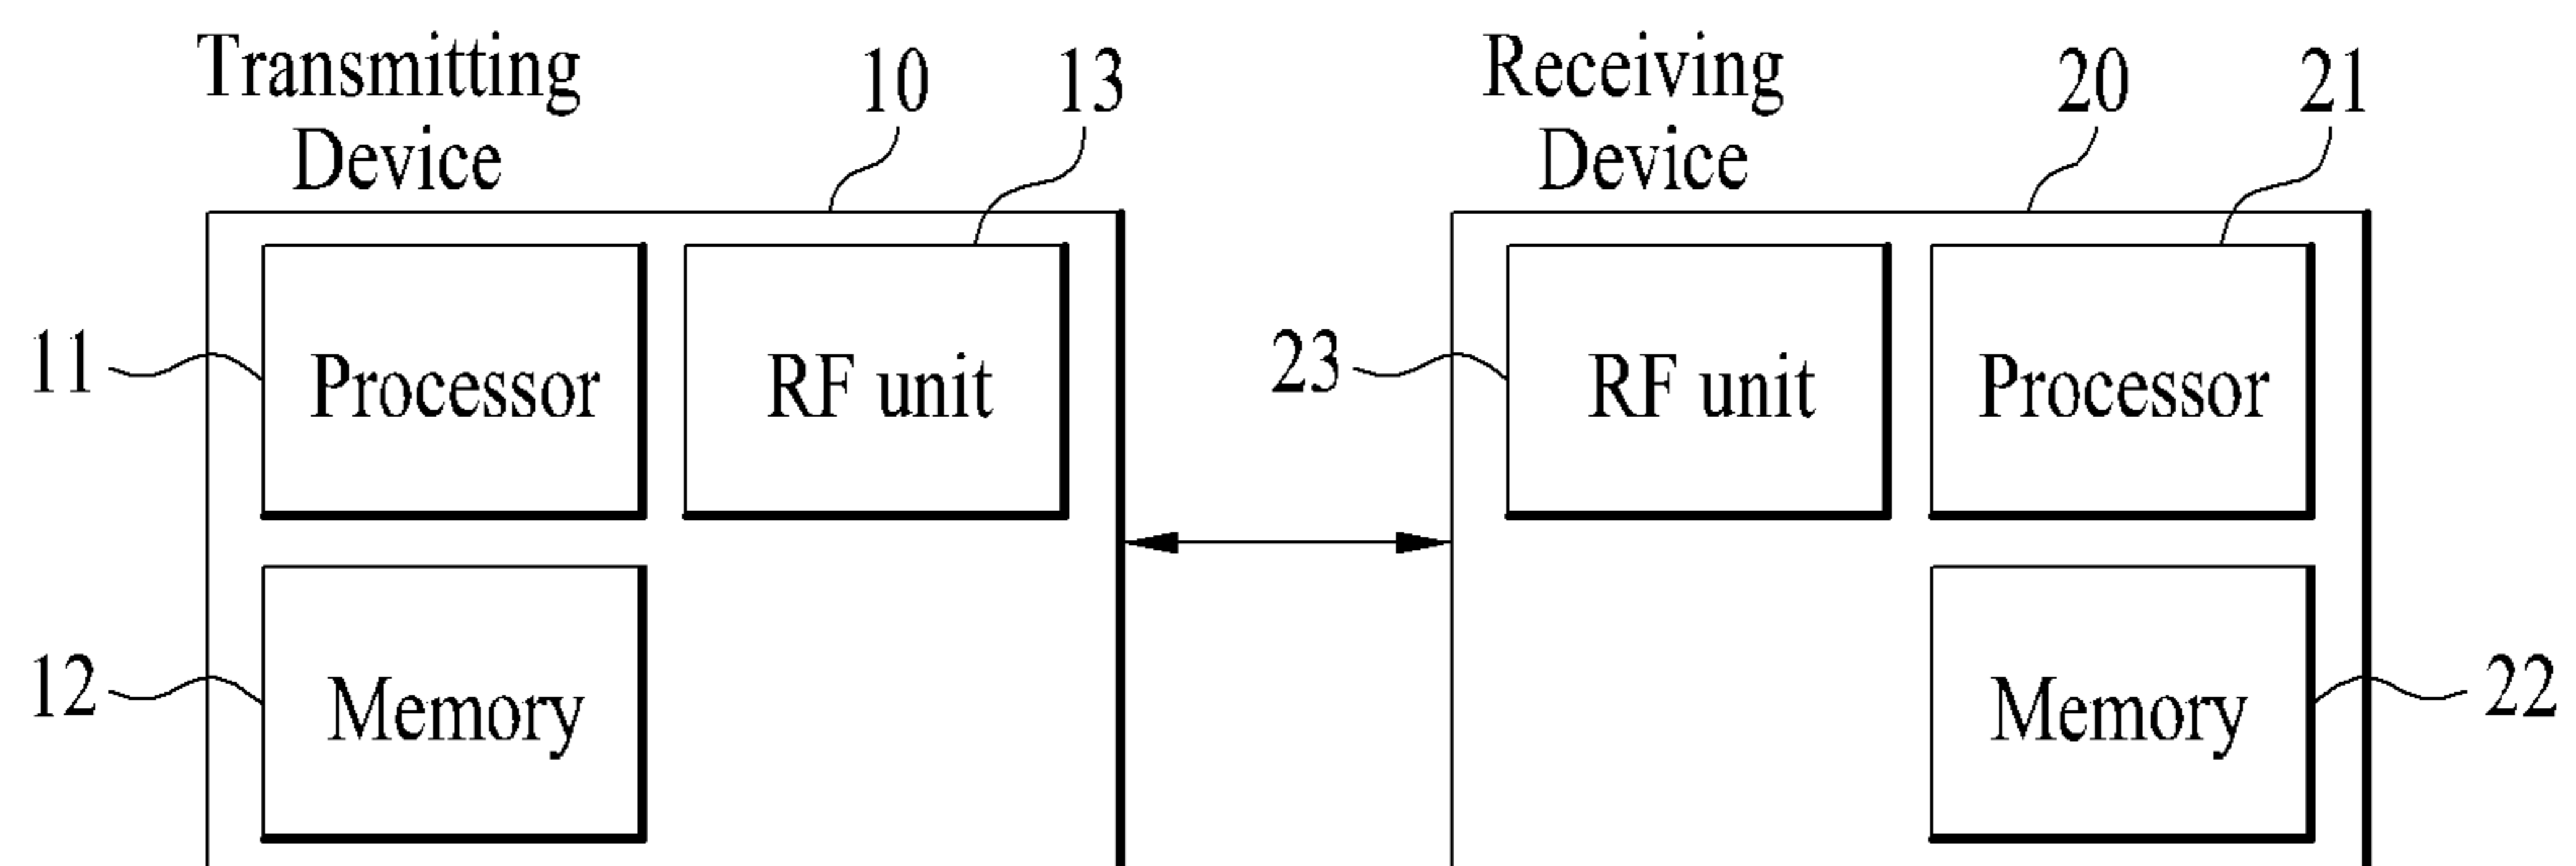 Transmitting
Device
10
13
Receiving
Device
20
21
11
Processor
RF unit
23
RF unit
Processor
12
Memory
Memory
22